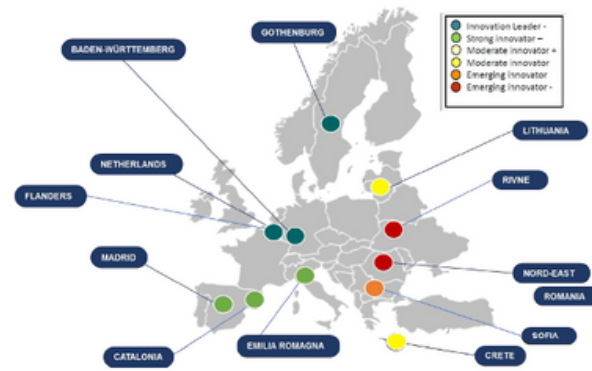 GOTHENBURG
BADEN-WÜRTTEMBERG
NETHERLANDS
FLANDERS
MADRID
CATALONIA
EMILIA ROMAGNA
Innovation Leader -
Strong innovator –
Moderate innovator +
Moderate innovator
Emerging innovator
Emerging innovator -
LITHUANIA
RIVNE
NORD-EAST
ROMANIA
SOFIA
CRETE